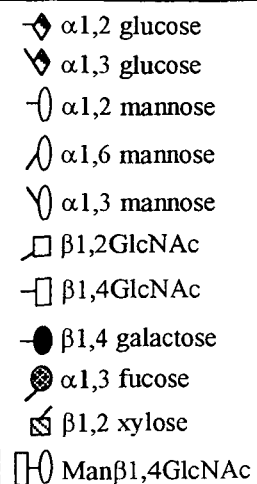 α1,2 glucose
α1,3 glucose
α1,2 mannose
α1,6 mannose
α1,3 mannose
β1,2GlcNAc
β1,4GlcNAc
β1,4 galactose
α1,3 fucose
β1,2 xylose
Manβ1,4GlcNAc